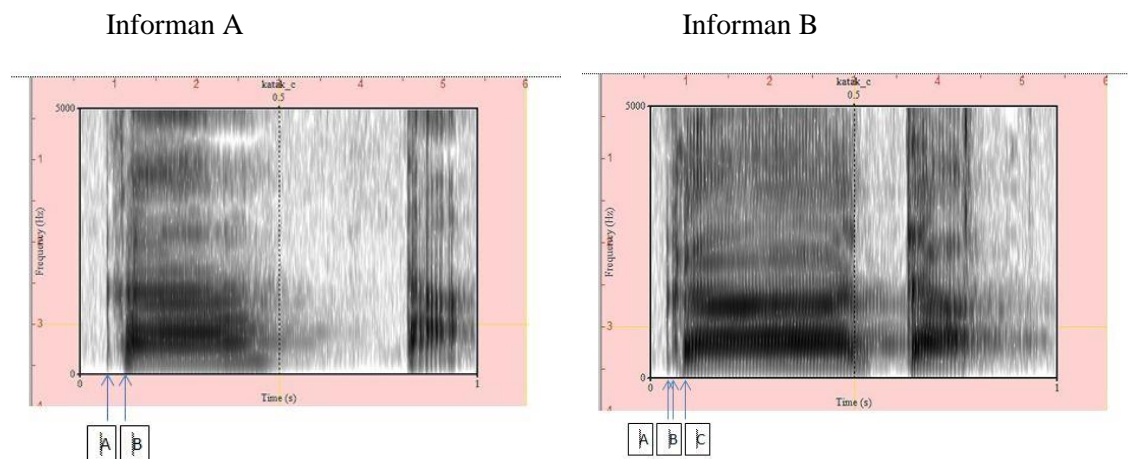 Informan A
Informan B
1 2 3 4 5 6
katak_c
0.5
5000
1
Frequency (Hz)
3
0
0
1
Time (s)
4
A B
1 2 4 5 6
katak_c
0.5
5000
1
Frequency (Hz)
3
0
0
1
Time (s)
A B C